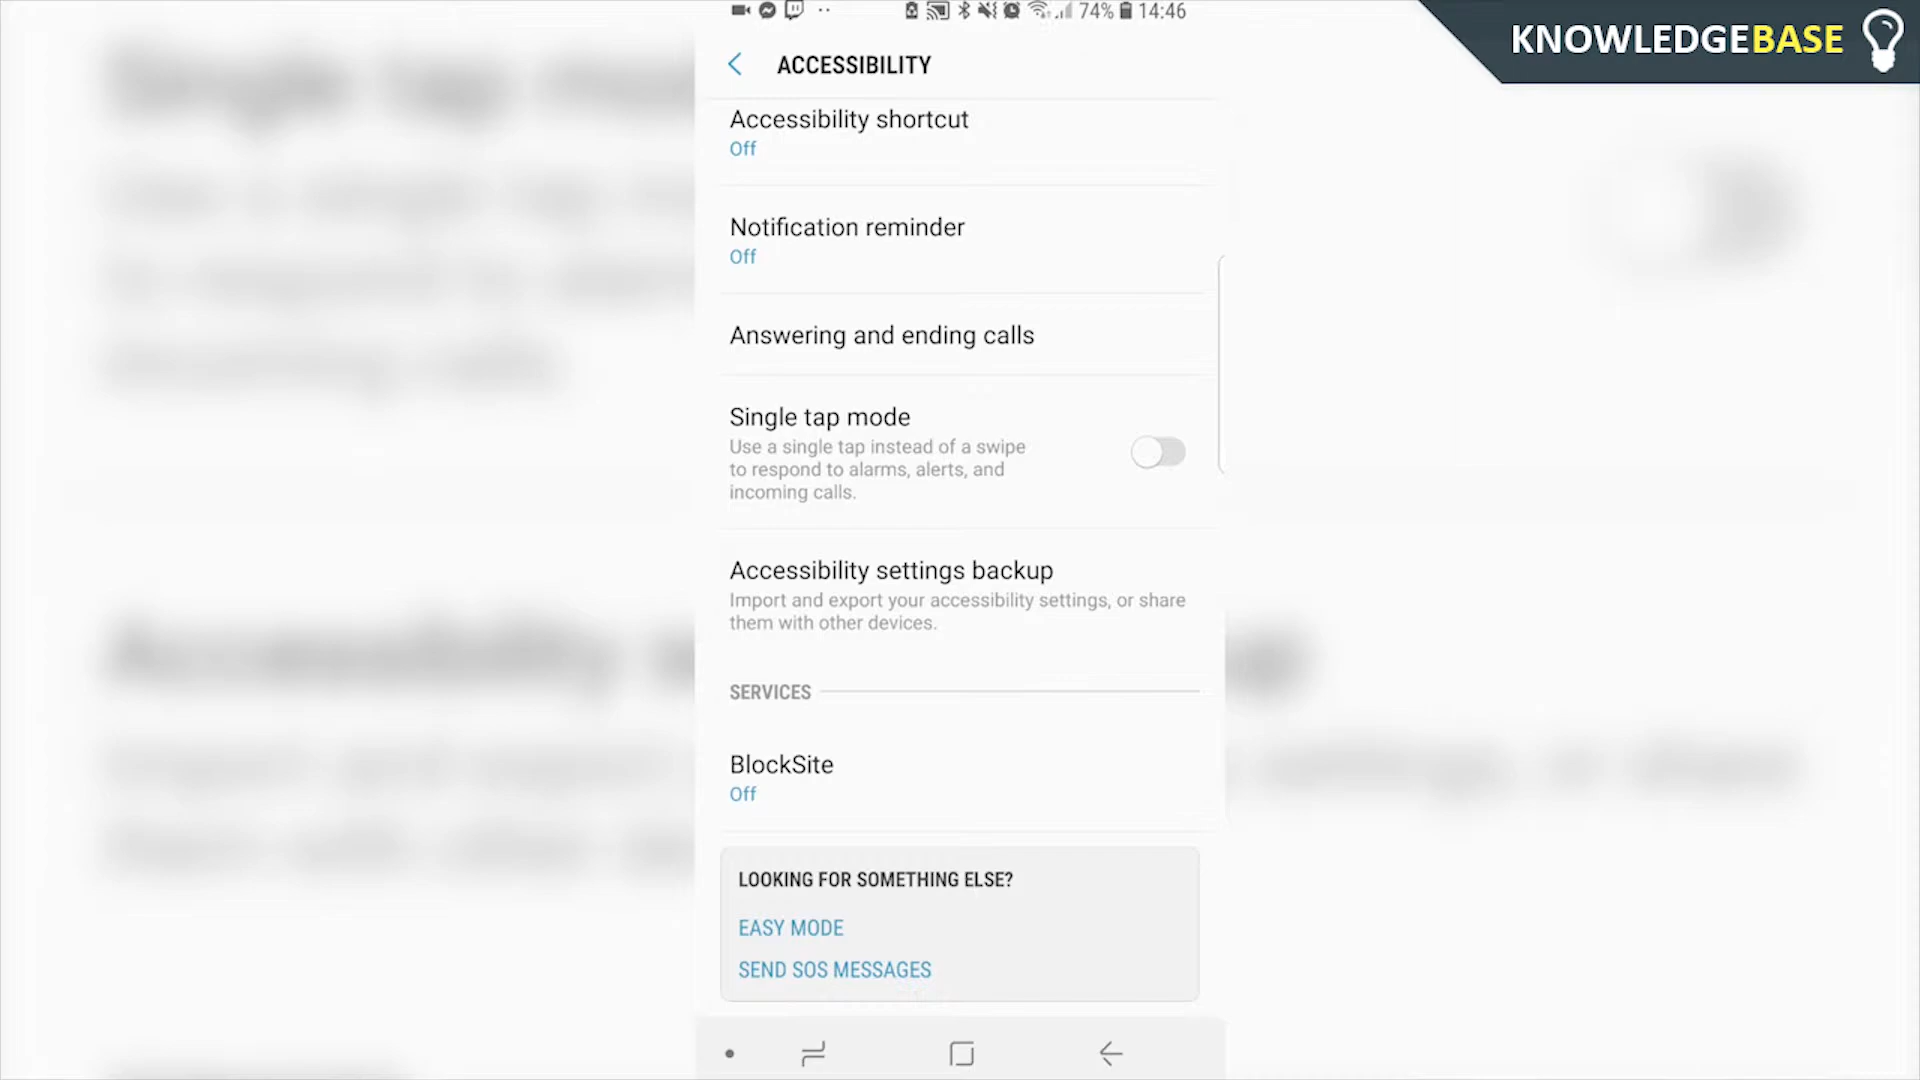 74% 14:46
KNOWLEDGEBASE
ACCESSIBILITY
Accessibility shortcut
Off
Notification reminder
Off
Answering and ending calls
Single tap mode
Use a single tap instead of a swipe
to respond to alarms, alerts, and
incoming calls.
Accessibility settings backup
Import and export your accessibility settings, or share
them with other devices.
SERVICES
BlockSite
Off
LOOKING FOR SOMETHING ELSE?
EASY MODE
SEND SOS MESSAGES